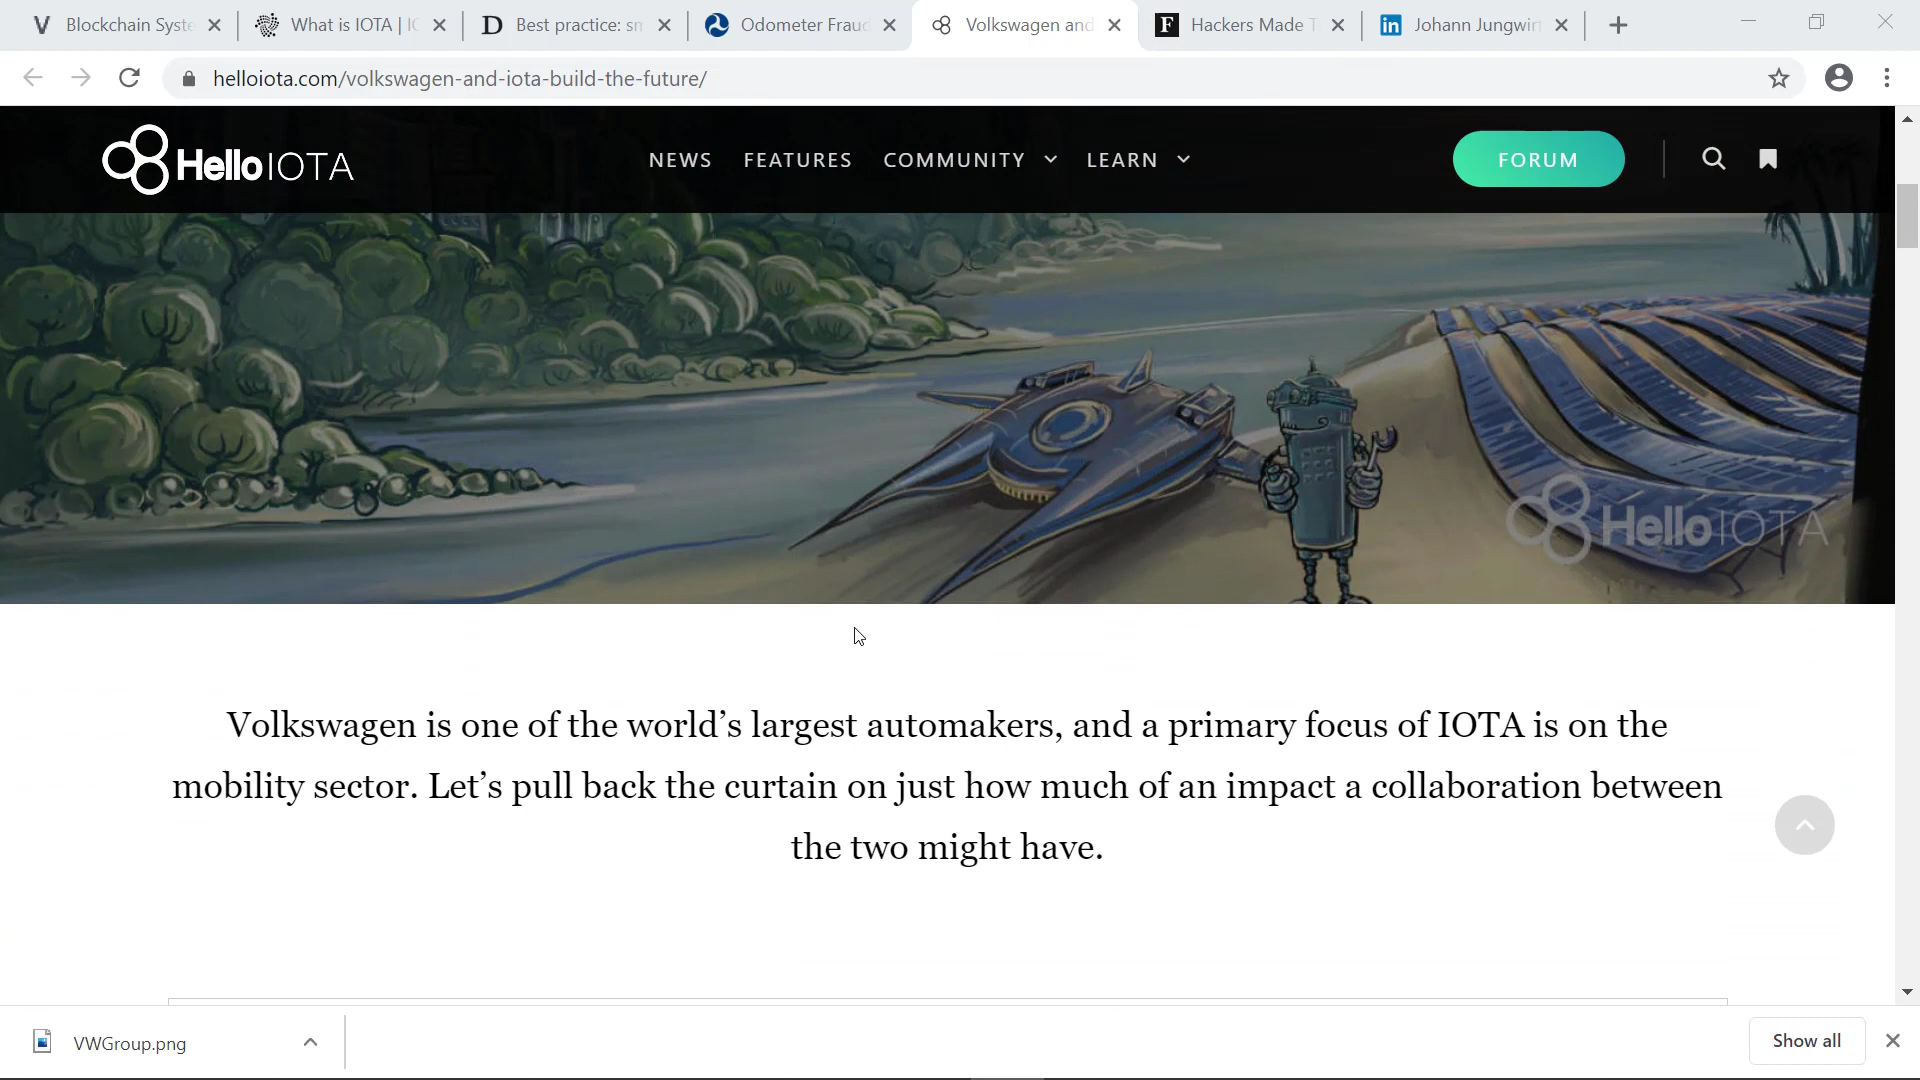 Blockchain Syste
What is IOTA | IO
Best practice: sm
Odometer Fraud
Volkswagen and
Hackers Made T
Johann Jungwirt
helloiota.com/volkswagen-and-iota-build-the-future/
HelloIOTA
NEWS
FEATURES
COMMUNITY
LEARN
FORUM
HelloIOTA
Volkswagen is one of the world’s largest automakers, and a primary focus of IOTA is on the
mobility sector. Let’s pull back the curtain on just how much of an impact a collaboration between
the two might have.
VWGroup.png
Show all